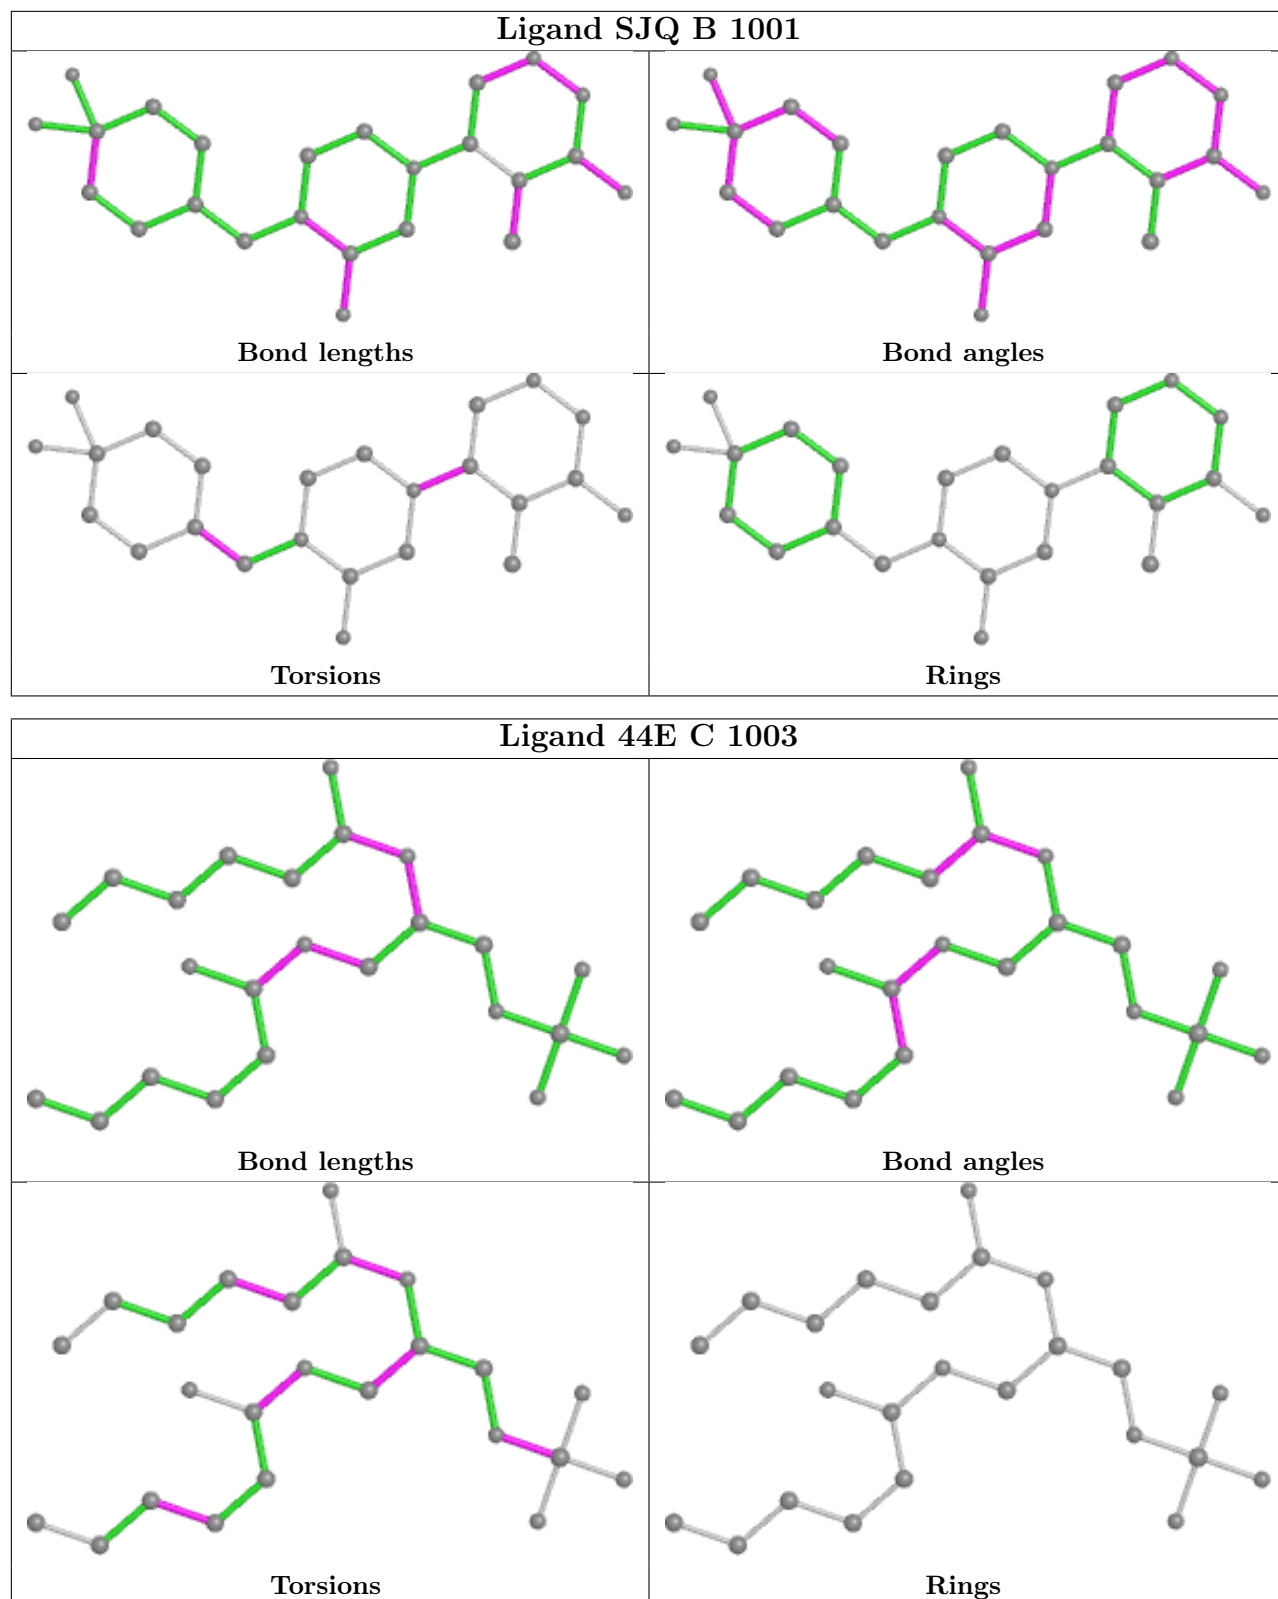 Ligand SJQ B 1001
Bond lengths
Bond angles
Torsions
Rings
Ligand 44E C 1003
Bond lengths
Bond angles
Torsions
Rings